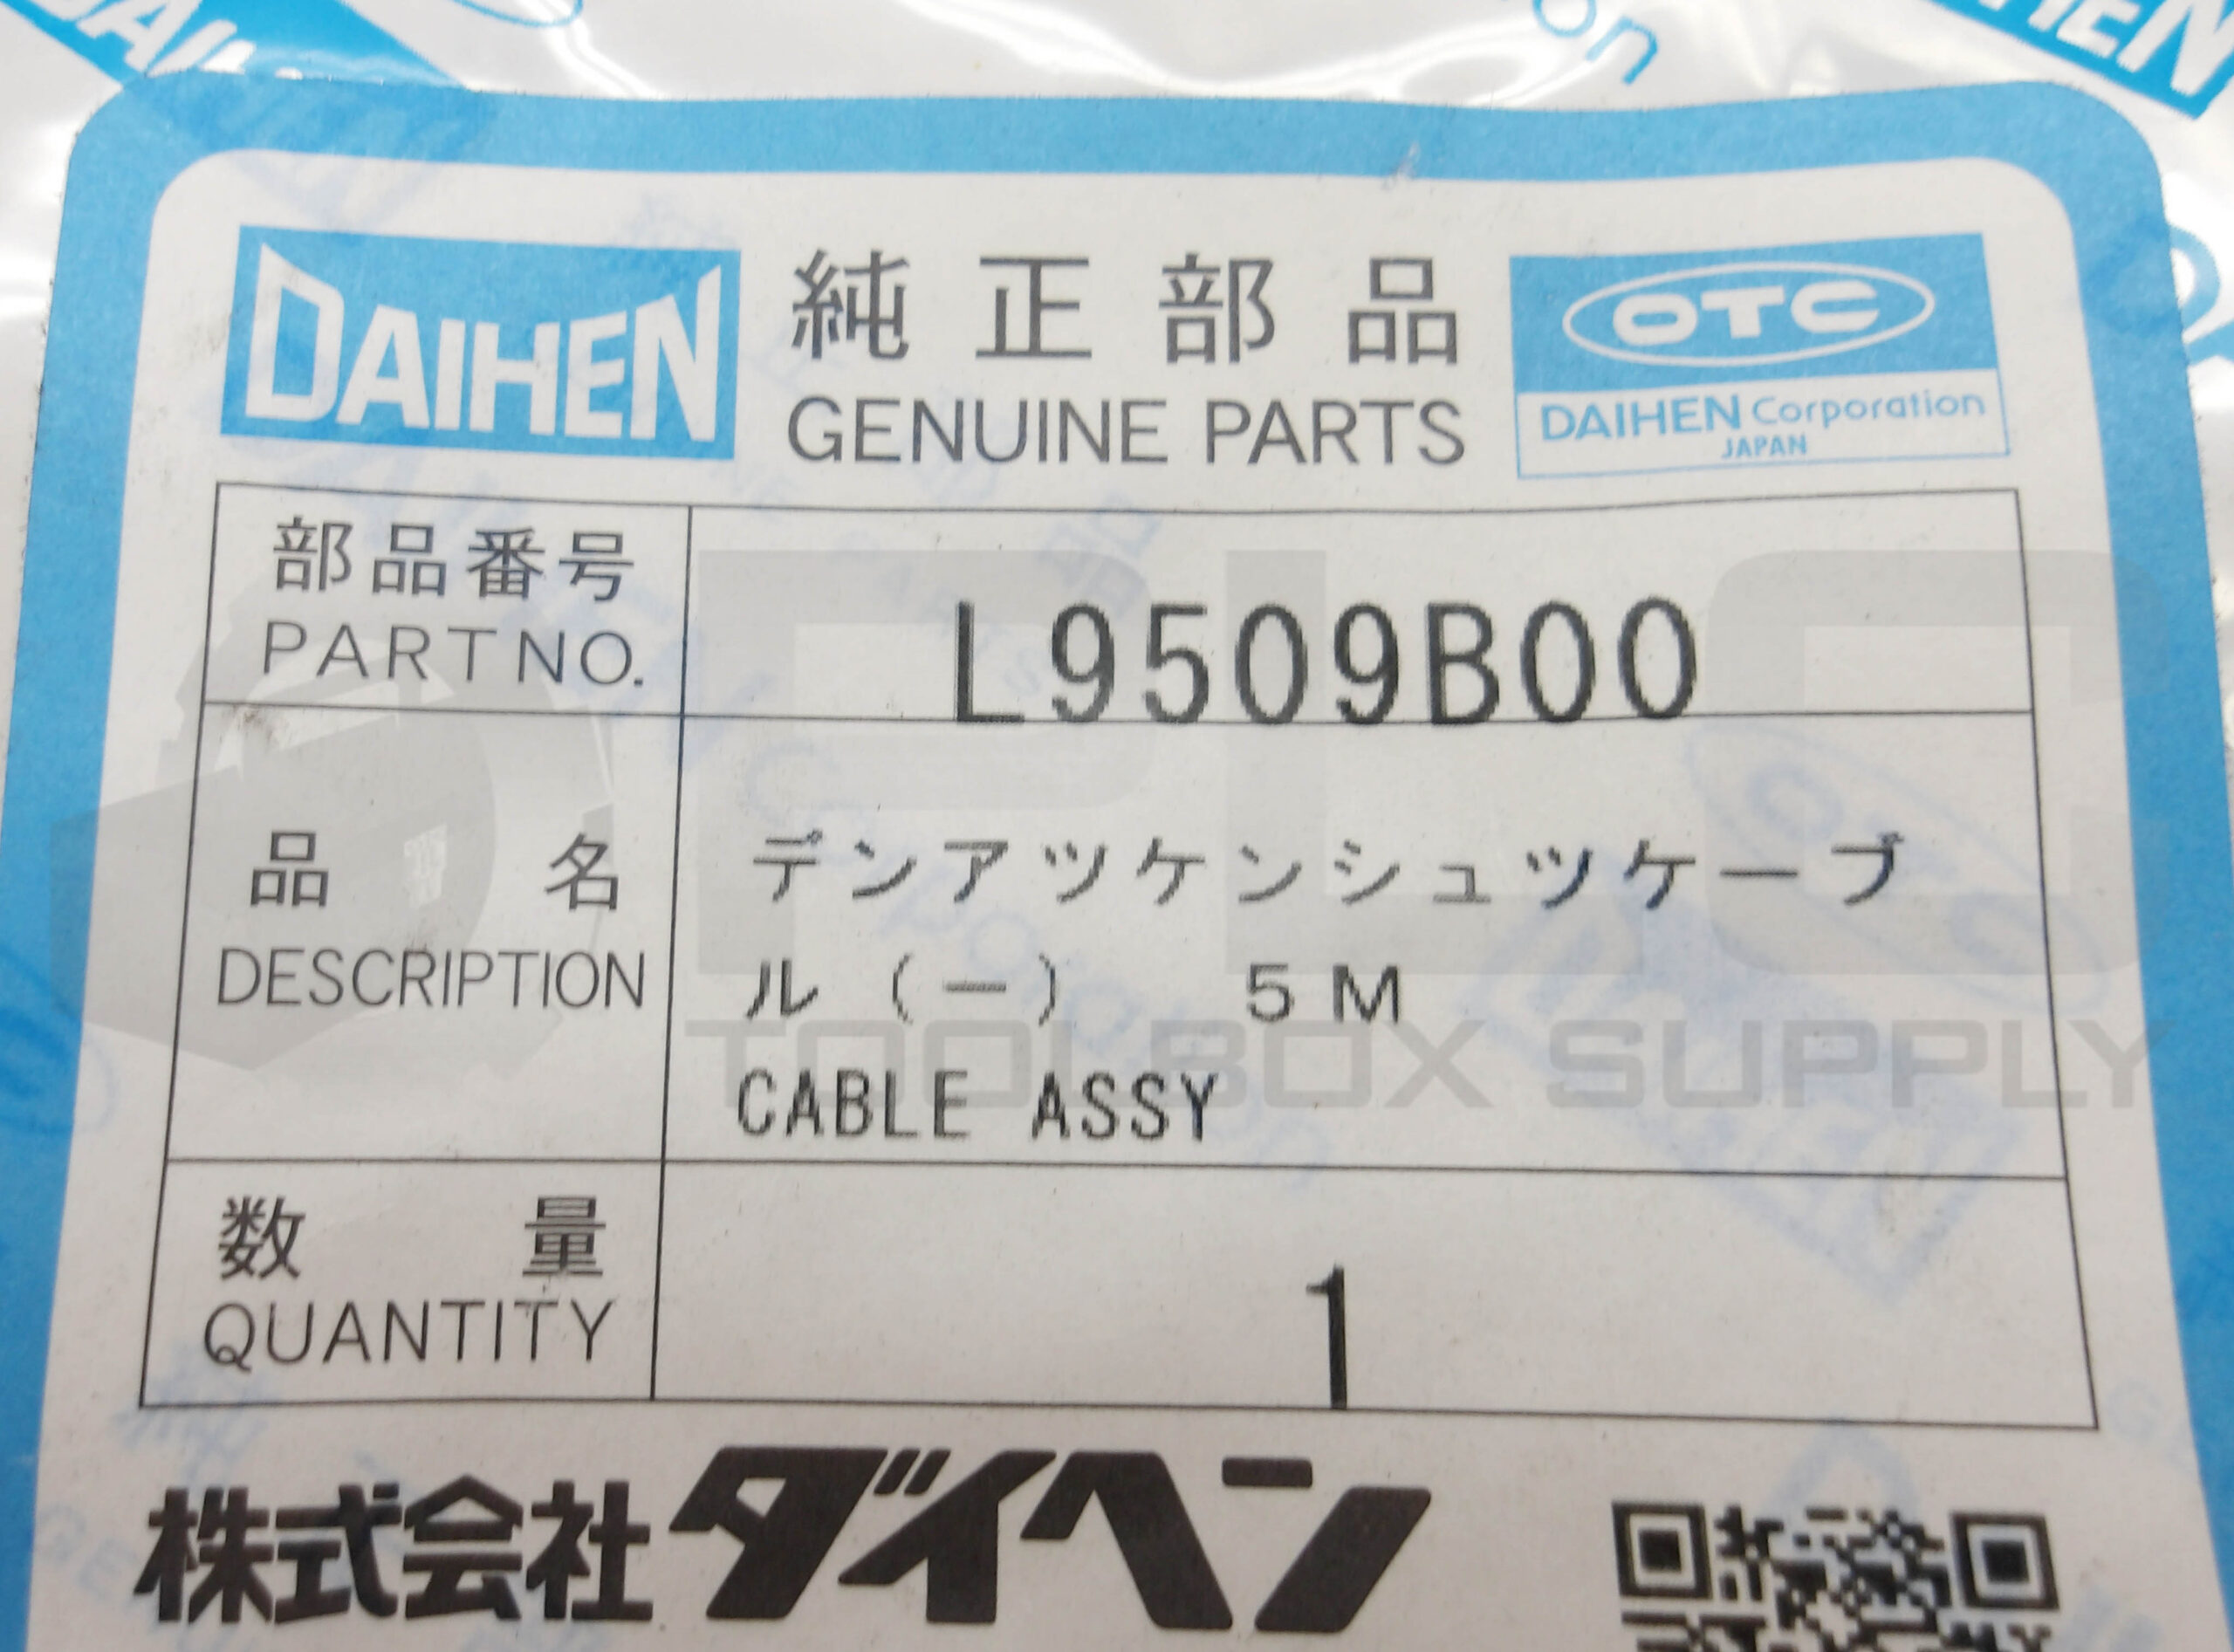 DAIHEN
純正部品
GENUINE PARTS
OTC
DAIHEN Corporation
JAPAN
部品番号
PART NO.
L9509B00
品名
DESCRIPTION
デンアツケンシュツケーブ
ル(ー) 5M
CABLE ASSY
数量
QUANTITY
1
株式会社ダイヘン
PLC
TOOLBOX SUPPLY